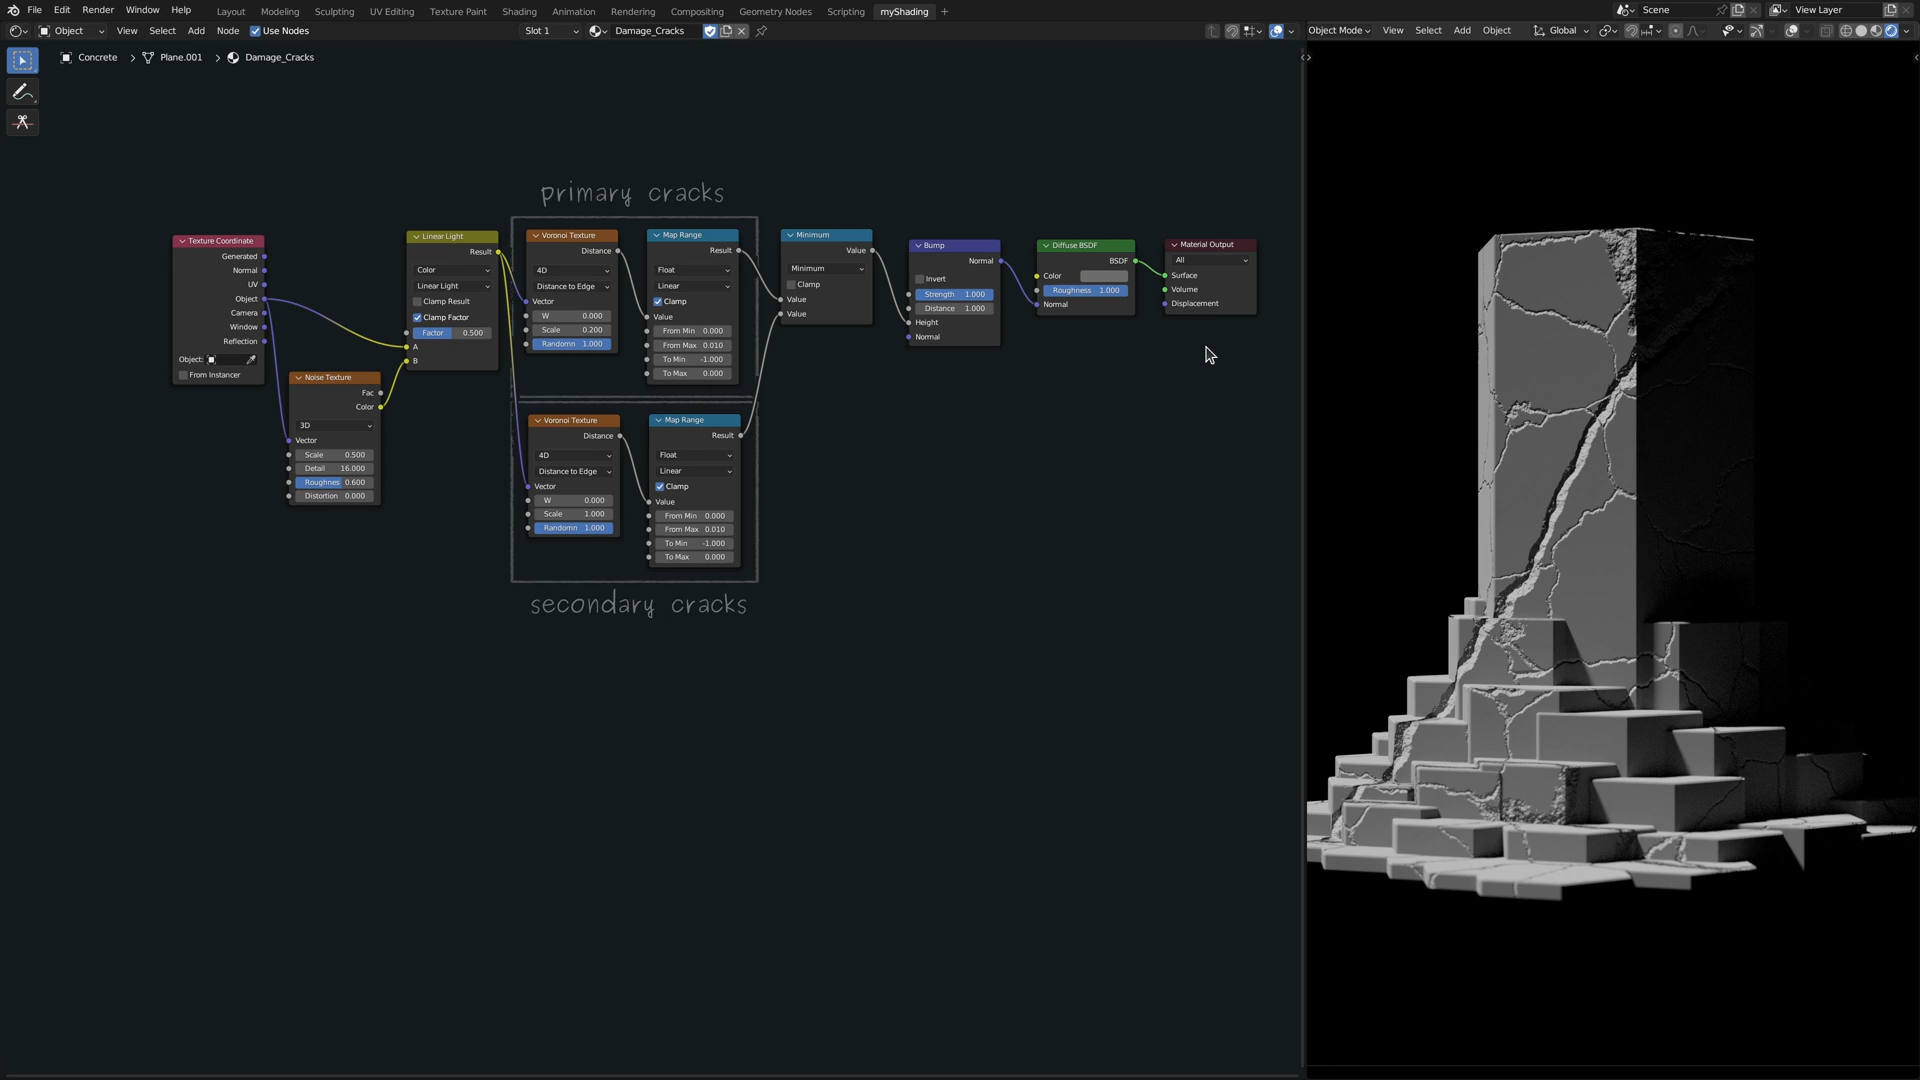 File Edit Render Window Help Layout Modeling Sculpting UV Editing Texture Paint Shading Animation Rendering Compositing Geometry Nodes Scripting myShading + Scene View Layer
Object View Select Add Node Use Nodes Slot 1 Damage_Cracks Object Mode View Select Add Object Global
Concrete > Plane.001 > Damage_Cracks
primary cracks
Texture Coordinate
Generated
Normal
UV
Object
Camera
Window
Reflection
Object:
From Instancer
Noise Texture
Fac
Color
3D
Vector
Scale 0.500
Detail 16.000
Roughnes 0.600
Distortion 0.000
Linear Light
Result
Color
Linear Light
Clamp Result
Clamp Factor
Factor 0.500
A
B
Voronoi Texture
Distance
4D
Distance to Edge
Vector
W 0.000
Scale 0.200
Randomn 1.000
Map Range
Result
Float
Linear
Clamp
Value
From Min 0.000
From Max 0.010
To Min -1.000
To Max 0.000
Voronoi Texture
Distance
4D
Distance to Edge
Vector
W 0.000
Scale 1.000
Randomn 1.000
Map Range
Result
Float
Linear
Clamp
Value
From Min 0.000
From Max 0.010
To Min -1.000
To Max 0.000
secondary cracks
Minimum
Value
Minimum
Clamp
Value
Value
Bump
Normal
Invert
Strength 1.000
Distance 1.000
Height
Normal
Diffuse BSDF
BSDF
Color
Roughness 1.000
Normal
Material Output
All
Surface
Volume
Displacement